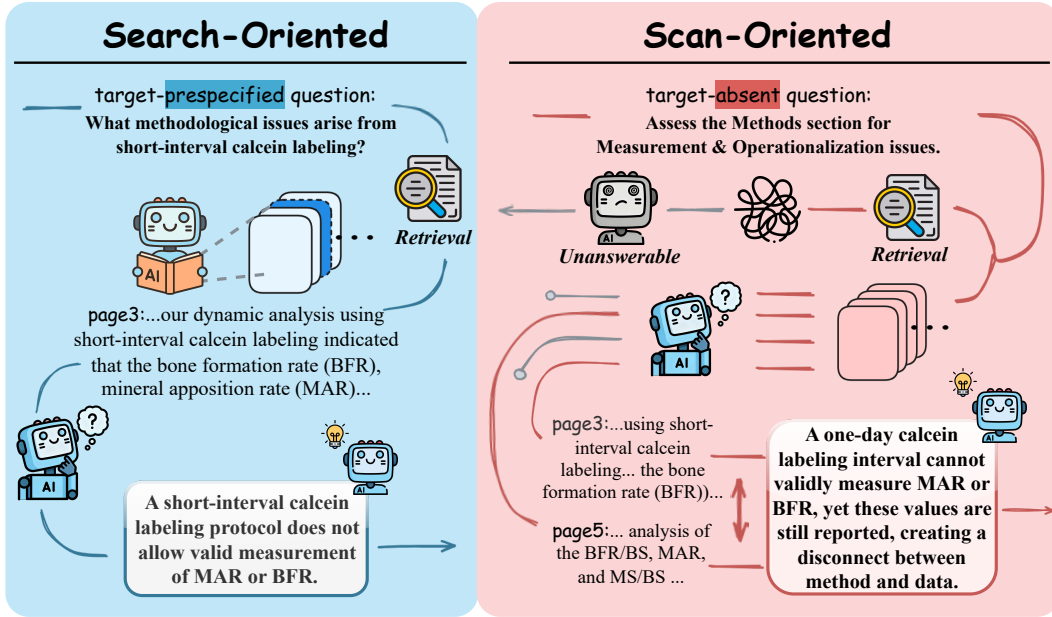 Search-Oriented
target-prespecified question:
What methodological issues arise from
short-interval calcein labeling?
AI
Retrieval
page3:...our dynamic analysis using
short-interval calcein labeling indicated
that the bone formation rate (BFR),
mineral apposition rate (MAR)...
?
AI
AI
A short-interval calcein
labeling protocol does not
allow valid measurement
of MAR or BFR.
Scan-Oriented
target-absent question:
Assess the Methods section for
Measurement & Operationalization issues.
AI
Unanswerable
Retrieval
?
AI
page3:...using short-
interval calcein
labeling... the bone
formation rate (BFR))...
page5:... analysis of
the BFR/BS, MAR,
and MS/BS ...
AI
A one-day calcein
labeling interval cannot
validly measure MAR or
BFR, yet these values are
still reported, creating a
disconnect between
method and data.